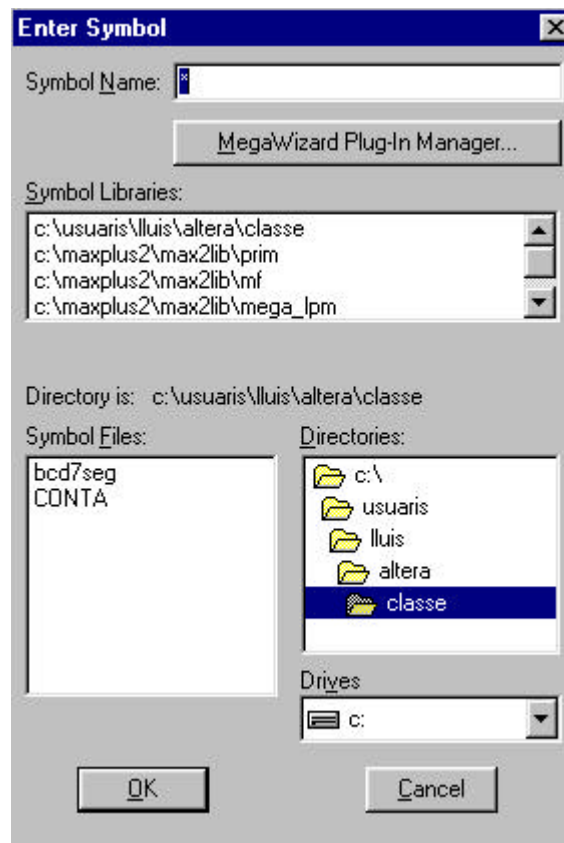 Enter Symbol
Symbol Name: *
MegaWizard Plug-In Manager...
Symbol Libraries:
c:\usuaris\lluis\altera\classe
c:\maxplus2\max2lib\prim
c:\maxplus2\max2lib\mf
c:\maxplus2\max2lib\mega_lpm
Directory is: c:\usuaris\lluis\altera\classe
Symbol Files:
bcd7seg
CONTA
Directories:
c:\
usuaris
lluis
altera
classe
Drives
c:
OK
Cancel